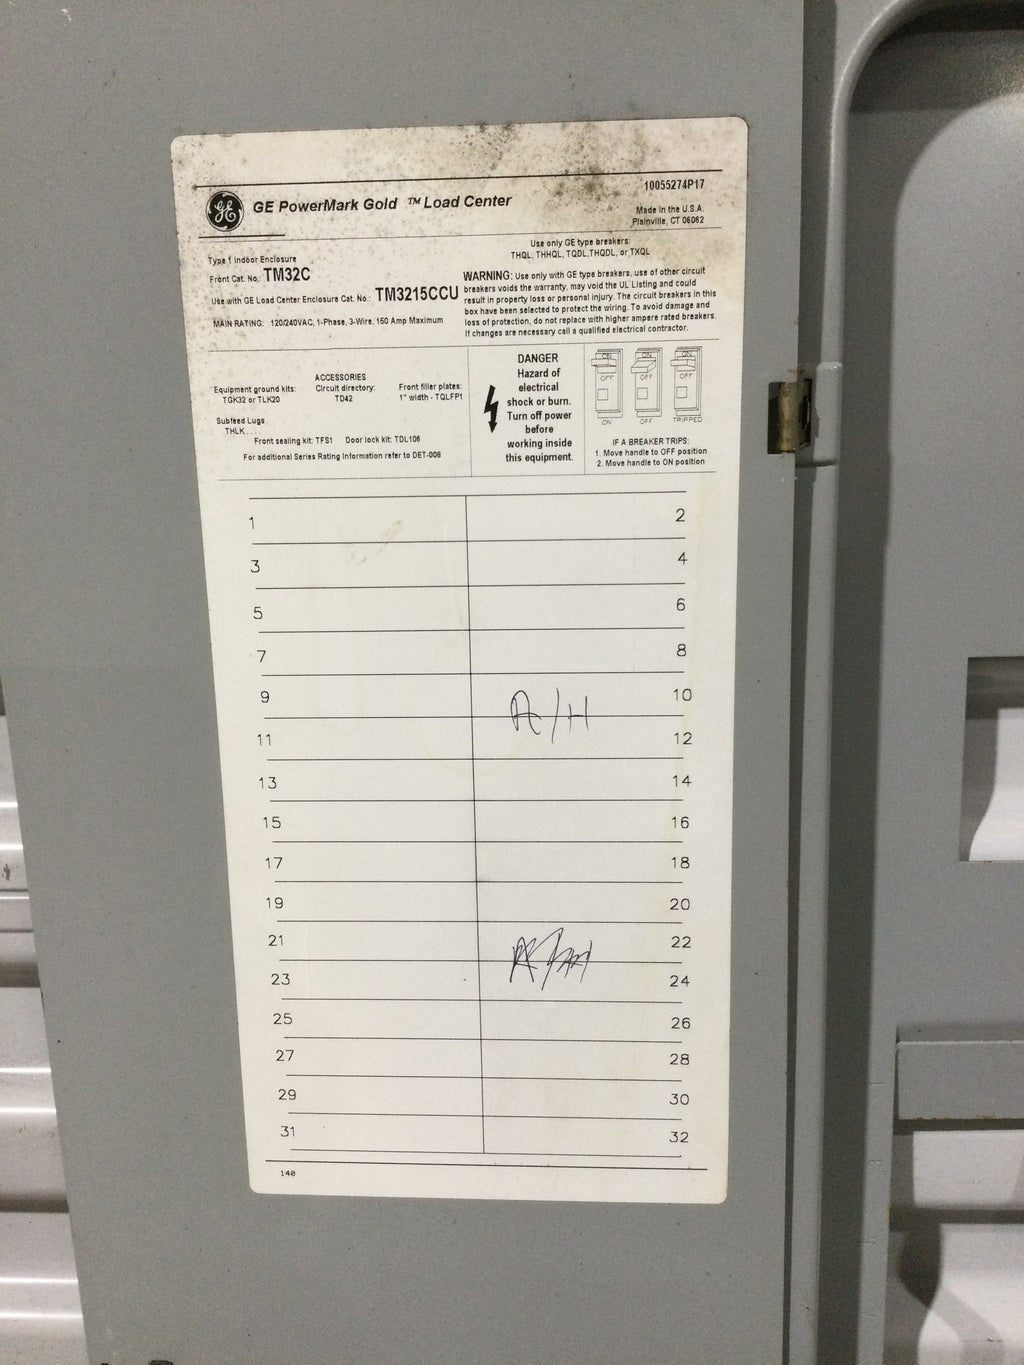 10055274P17
GE
GE PowerMark Gold ™ Load Center
Made in the U.S.A.
Plainville, CT 06062
Type 1 Indoor Enclosure
Front Cat. No.: TM32C
Use with GE Load Center Enclosure Cat. No.: TM3215CCU
MAIN RATING: 120/240VAC, 1-Phase, 3-Wire, 150 Amp Maximum
Use only GE type breakers:
THQL, THHQL, TQDL,THQDL, or TXQL
WARNING: Use only with GE type breakers, use of other circuit
breakers voids the warranty, may void the UL Listing and could
result in property loss or personal injury. The circuit breakers in this
box have been selected to protect the wiring. To avoid damage and
loss of protection, do not replace with higher ampere rated breakers.
If changes are necessary call a qualified electrical contractor.
ACCESSORIES
Equipment ground kits:
TGK32 or TLK20
Circuit directory:
TD42
Front filler plates:
1" width - TQLFP1
Subfeed Lugs
THLK....
Front sealing kit: TFS1 Door lock kit: TDL106
For additional Series Rating Information refer to DET-008
DANGER
Hazard of
electrical
shock or burn.
Turn off power
before
working inside
this equipment.
ON ON ON
OFF OFF OFF
ON OFF TRIPPED
IF A BREAKER TRIPS:
1. Move handle to OFF position
2. Move handle to ON position
1 2
3 4
5 6
7 8
9 10
A/H
11 12
13 14
15 16
17 18
19 20
21 22
23 24
25 26
27 28
29 30
31 32
140